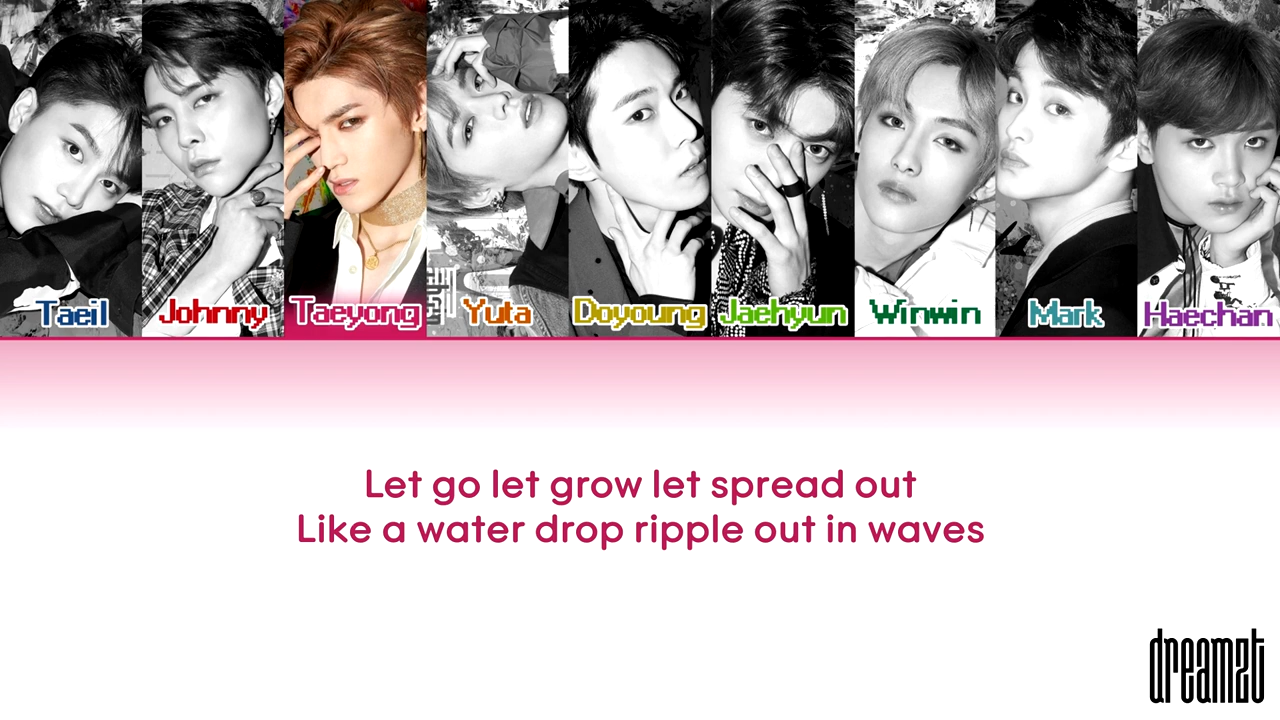 Taeil
Johnny
Taeyong
Yuta
Doyoung
Jaehyun
Winwin
Mark
Haechan
Let go let grow let spread out
Like a water drop ripple out in waves
dreamzt